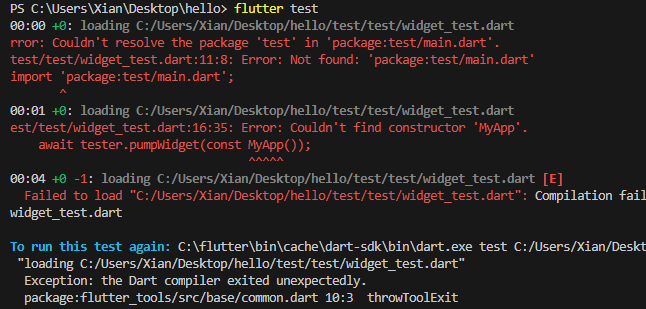 PS C:\Users\Xian\Desktop\hello> flutter test
00:00 +0: loading C:/Users/Xian/Desktop/hello/test/test/widget_test.dart
rror: Couldn't resolve the package 'test' in 'package:test/main.dart'.
test/test/widget_test.dart:11:8: Error: Not found: 'package:test/main.dart'
import 'package:test/main.dart';
       ^
00:01 +0: loading C:/Users/Xian/Desktop/hello/test/test/widget_test.dart
est/test/widget_test.dart:16:35: Error: Couldn't find constructor 'MyApp'.
    await tester.pumpWidget(const MyApp());
                                  ^^^^^
00:04 +0 -1: loading C:/Users/Xian/Desktop/hello/test/test/widget_test.dart [E]
  Failed to load "C:/Users/Xian/Desktop/hello/test/test/widget_test.dart": Compilation fail
widget_test.dart
To run this test again: C:\flutter\bin\cache\dart-sdk\bin\dart.exe test C:/Users/Xian/Deskt
 "loading C:/Users/Xian/Desktop/hello/test/test/widget_test.dart"
  Exception: the Dart compiler exited unexpectedly.
  package:flutter_tools/src/base/common.dart 10:3  throwToolExit